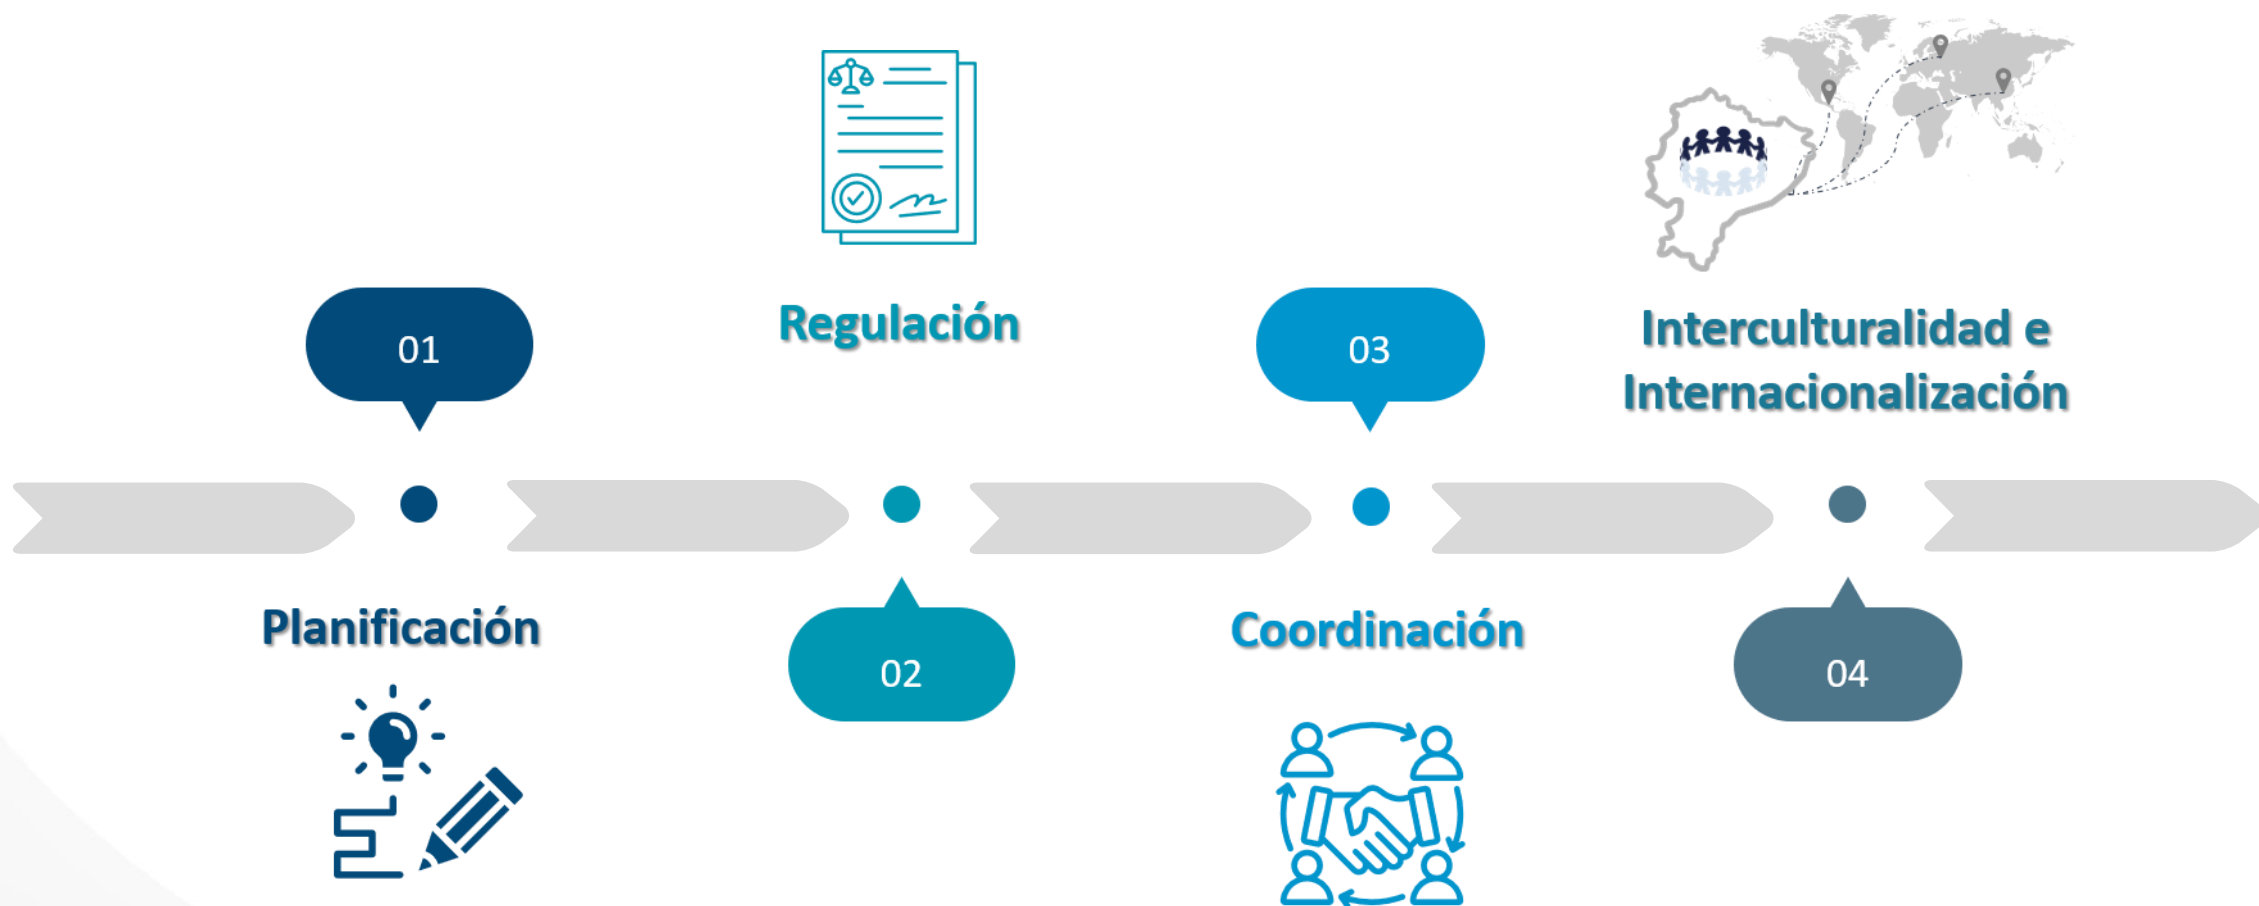 01
Planificación
Regulación
02
03
Coordinación
Interculturalidad e
Internacionalización
04